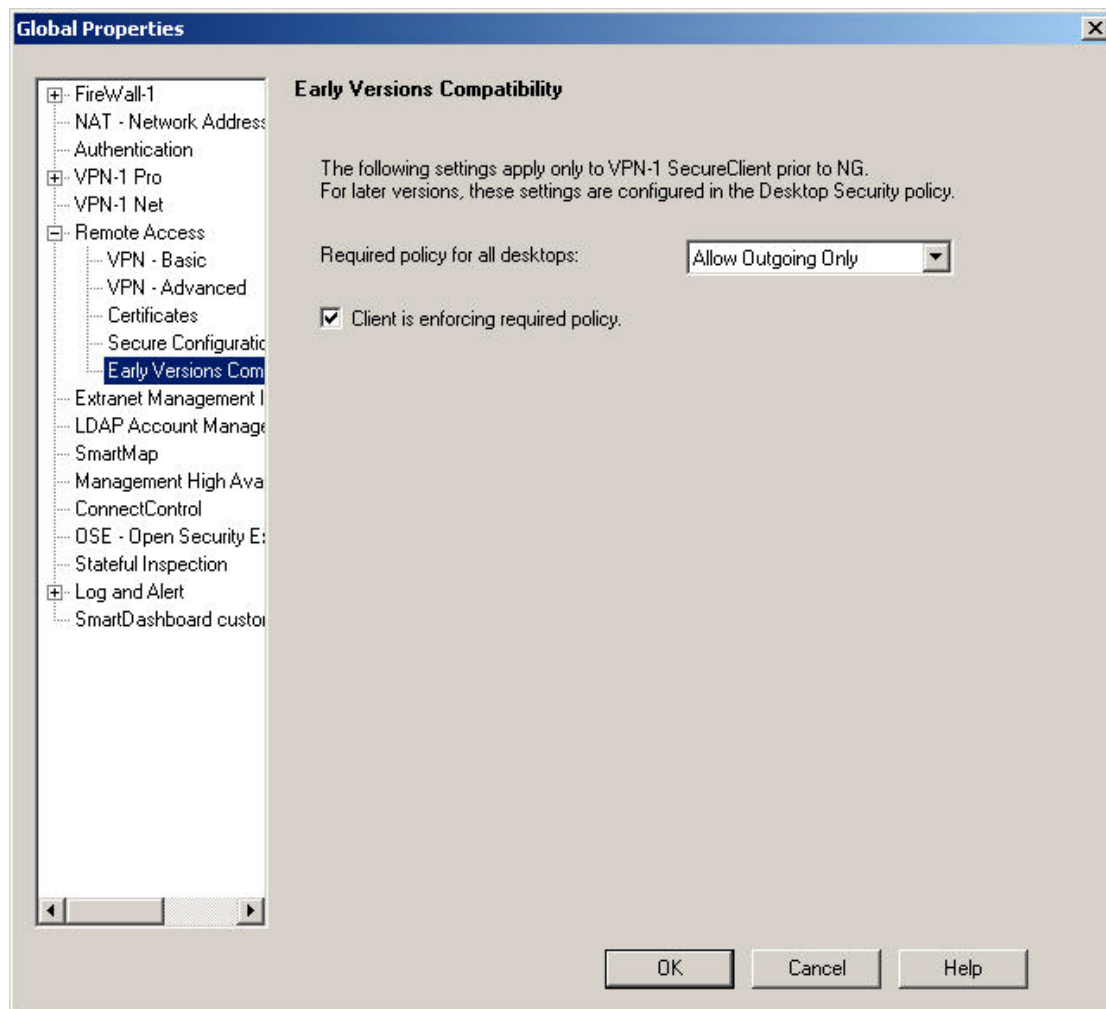 Global Properties
FireWall-1
NAT - Network Address
Authentication
VPN-1 Pro
VPN-1 Net
Remote Access
VPN - Basic
VPN - Advanced
Certificates
Secure Configuratio
Early Versions Com
Extranet Management I
LDAP Account Manage
SmartMap
Management High Ava
ConnectControl
OSE - Open Security E
Stateful Inspection
Log and Alert
SmartDashboard custo
Early Versions Compatibility
The following settings apply only to VPN-1 SecureClient prior to NG.
For later versions, these settings are configured in the Desktop Security policy.
Required policy for all desktops: Allow Outgoing Only
Client is enforcing required policy.
OK Cancel Help